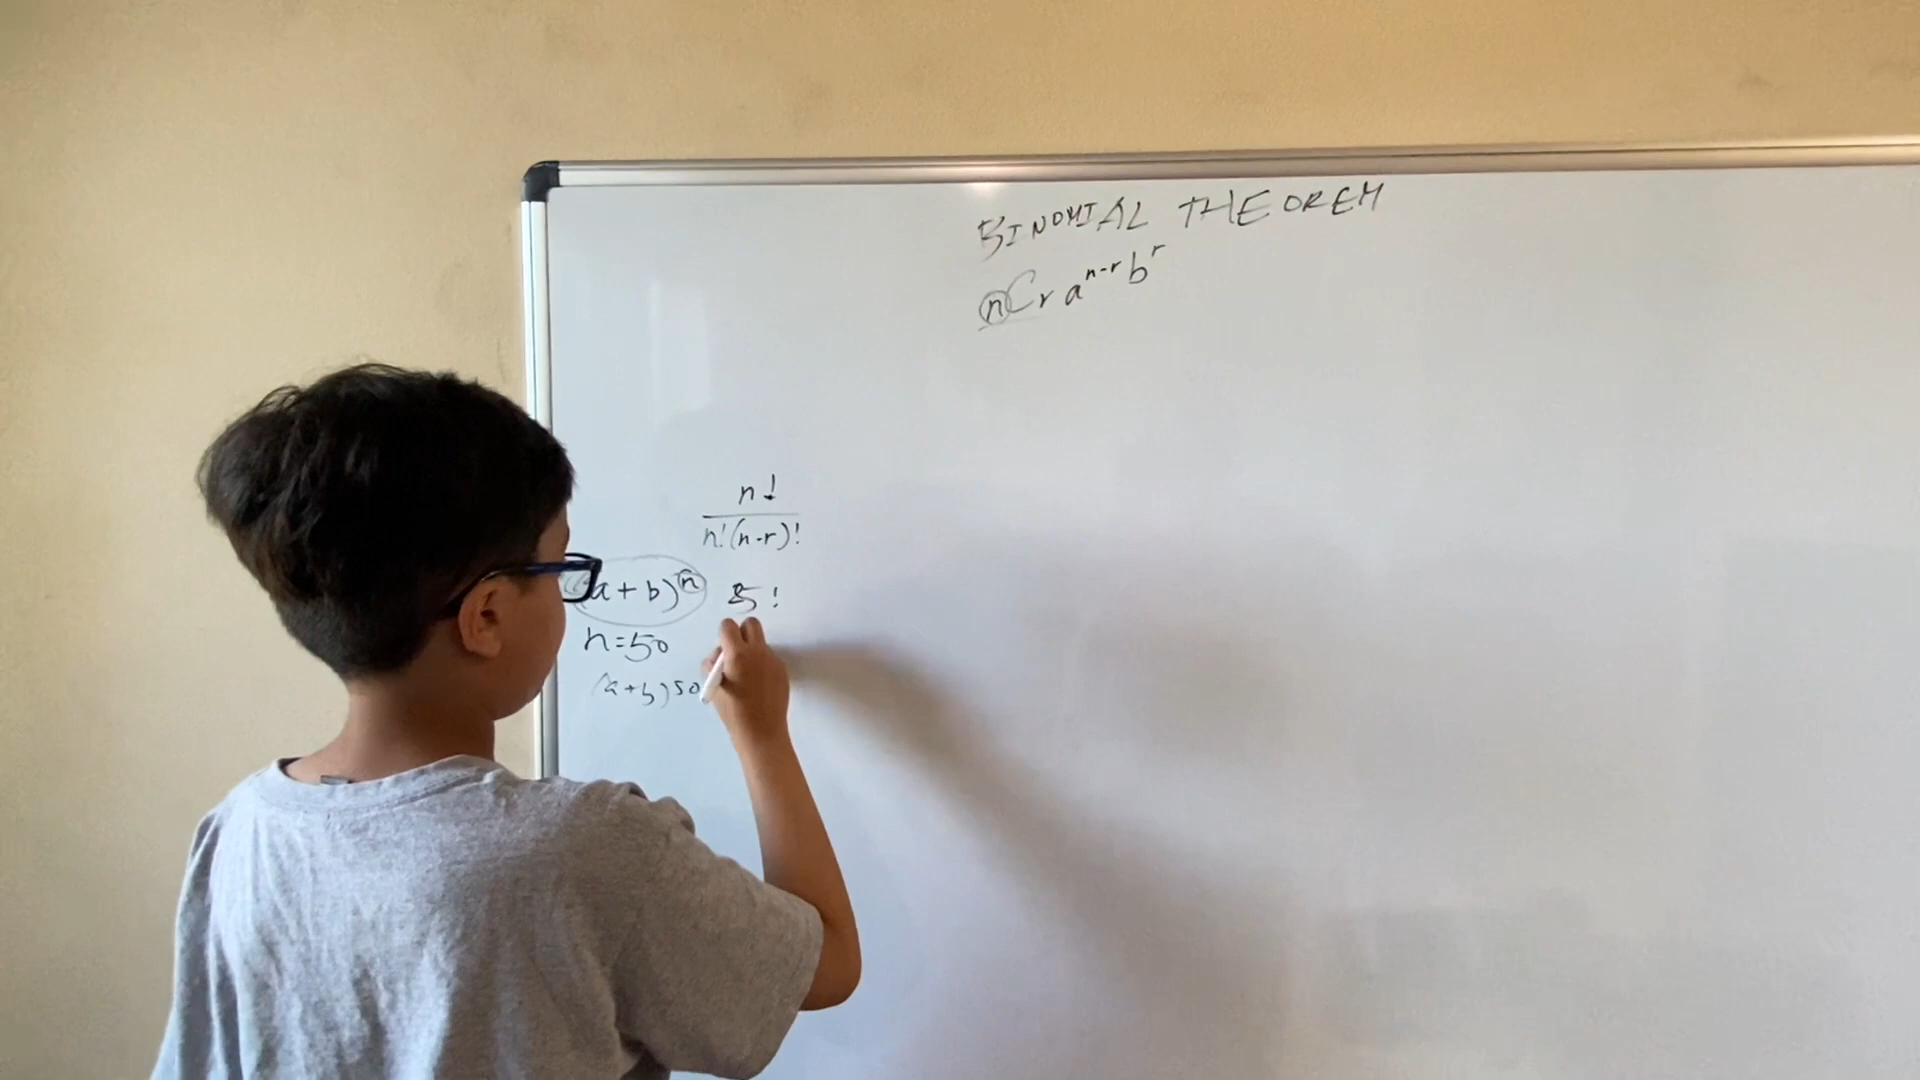 BINOMIAL THEOREM
nCr a^n-r b^r
n!
n!(n-r)!
(a+b)^n 5!
n=50
(a+b)50